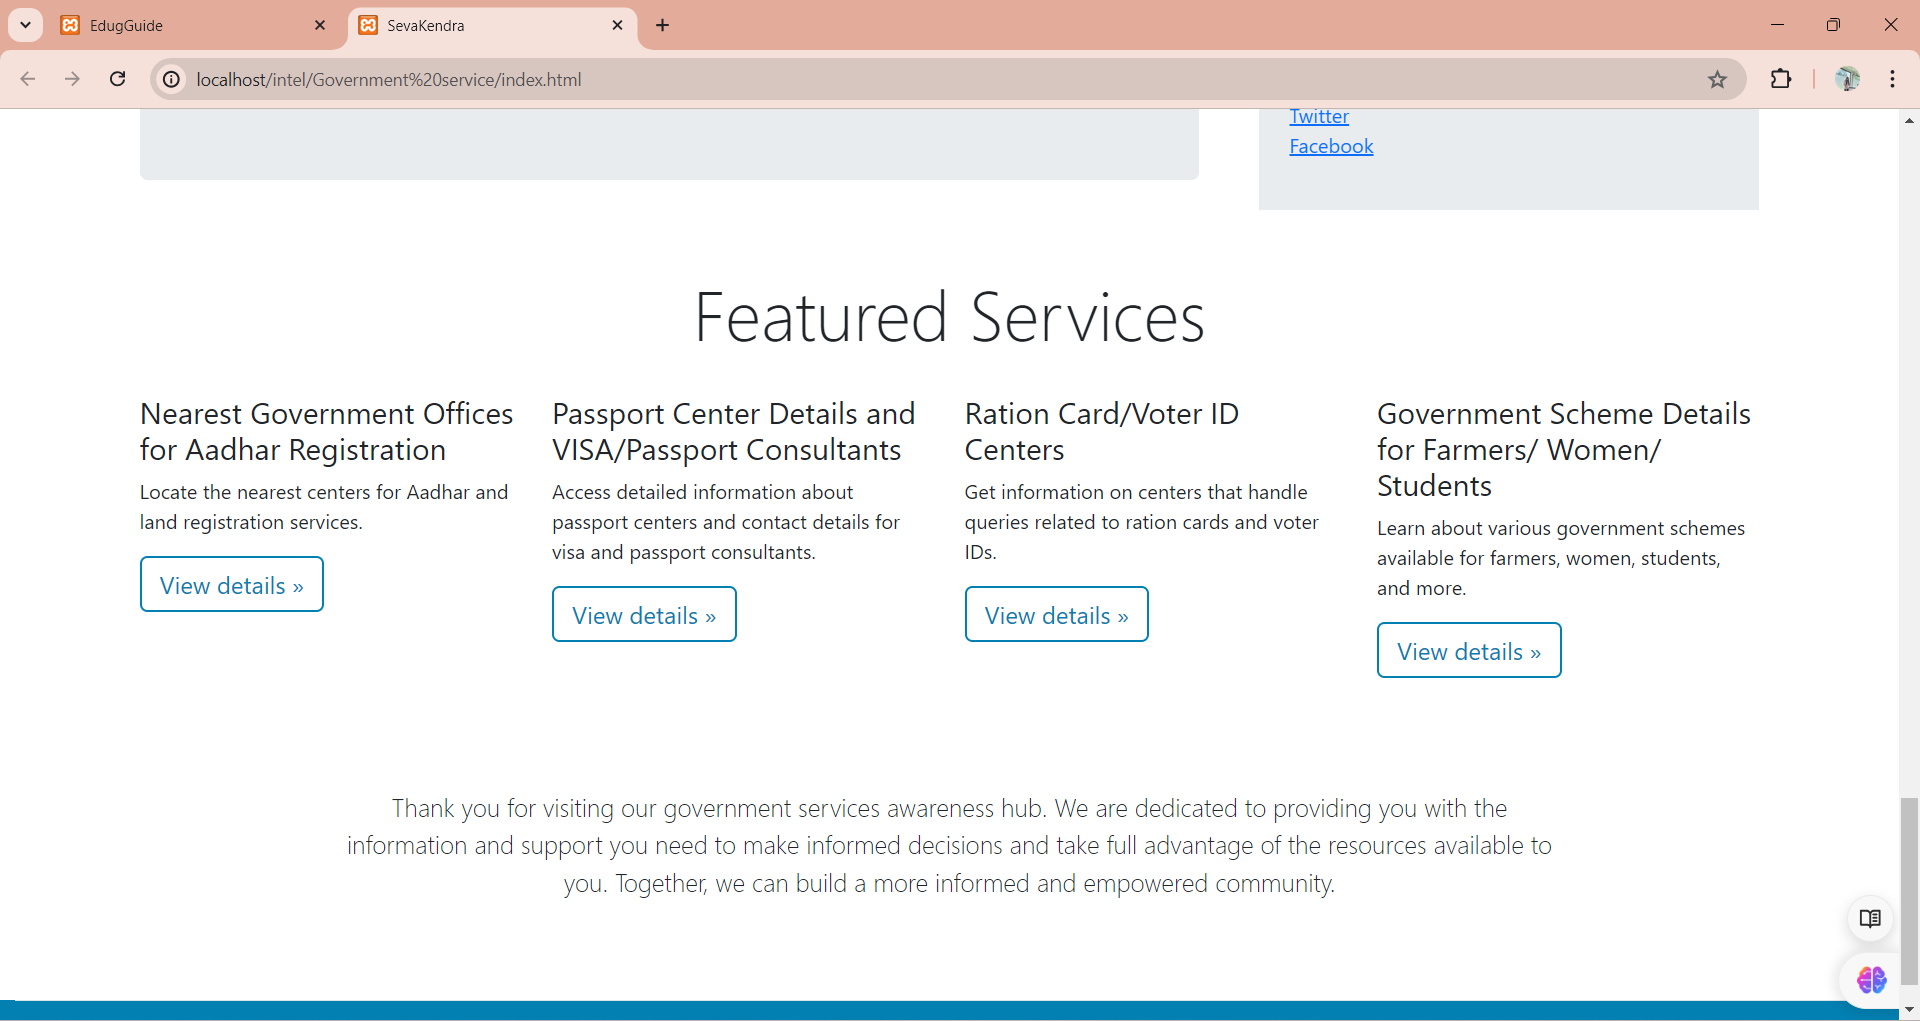 EdugGuide
SevaKendra
localhost/intel/Government%20service/index.html
Twitter
Facebook
Featured Services
Nearest Government Offices
for Aadhar Registration
Locate the nearest centers for Aadhar and
land registration services.
View details »
Passport Center Details and
VISA/Passport Consultants
Access detailed information about
passport centers and contact details for
visa and passport consultants.
View details »
Ration Card/Voter ID
Centers
Get information on centers that handle
queries related to ration cards and voter
IDs.
View details »
Government Scheme Details
for Farmers/ Women/
Students
Learn about various government schemes
available for farmers, women, students,
and more.
View details »
Thank you for visiting our government services awareness hub. We are dedicated to providing you with the
information and support you need to make informed decisions and take full advantage of the resources available to
you. Together, we can build a more informed and empowered community.